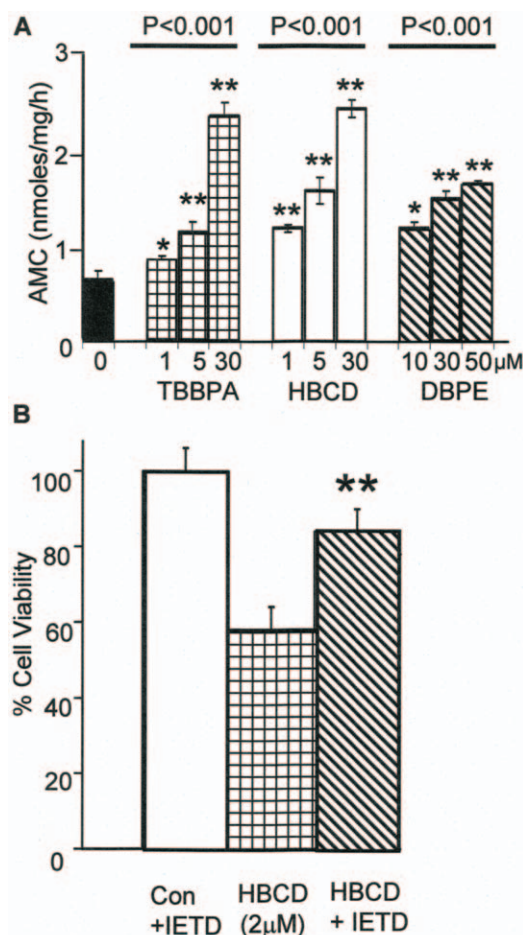 A P<0.001 P<0.001 P<0.001
3
**
**
2
**
**
**
**
*
**
*
1
0
AMC (nmoles/mg/h)
0 1 5 30 1 5 30 10 30 50μM
TBBPA HBCD DBPE
B
100
**
80
60
40
20
0
% Cell Viability
Con HBCD HBCD
+IETD (2μM) + IETD